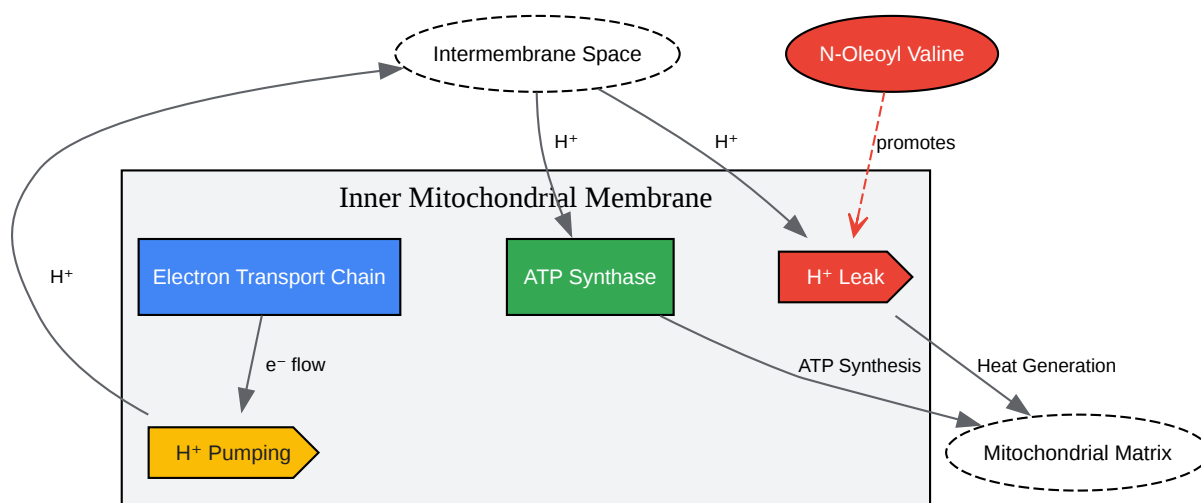 Intermembrane Space
N-Oleoyl Valine
H⁺
H⁺
promotes
Inner Mitochondrial Membrane
H⁺
Electron Transport Chain
ATP Synthase
H⁺ Leak
e⁻ flow
ATP Synthesis
Heat Generation
H⁺ Pumping
Mitochondrial Matrix